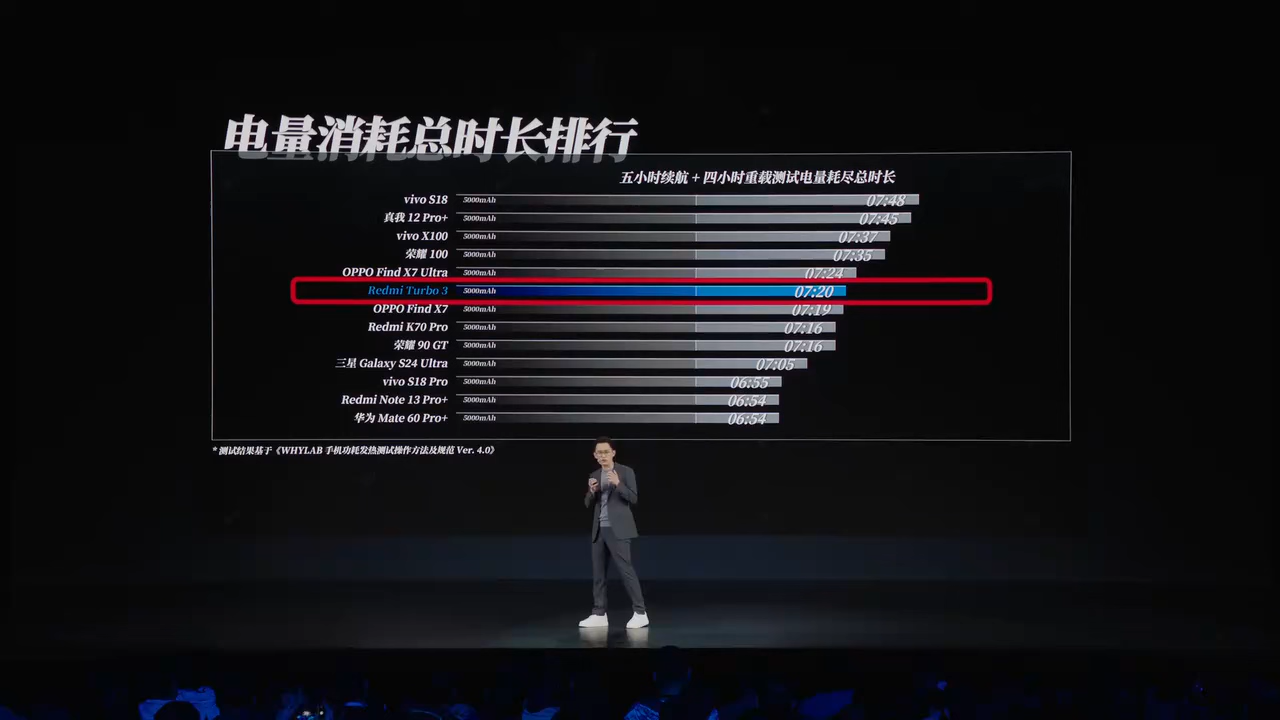 电量消耗总时长排行
五小时续航 + 四小时重载测试电量耗尽总时长
vivo S18 5000mAh 07:48
真我 12 Pro+ 5000mAh 07:45
vivo X100 5000mAh 07:37
荣耀 100 5000mAh 07:35
OPPO Find X7 Ultra 5000mAh 07:24
Redmi Turbo 3 5000mAh 07:20
OPPO Find X7 5000mAh 07:19
Redmi K70 Pro 5000mAh 07:16
荣耀 90 GT 5000mAh 07:16
三星 Galaxy S24 Ultra 5000mAh 07:05
vivo S18 Pro 5000mAh 06:55
Redmi Note 13 Pro+ 5000mAh 06:54
华为 Mate 60 Pro+ 5000mAh 06:54
* 测试结果基于《WHYLAB 手机功耗发热测试操作方法及规范 Ver. 4.0》